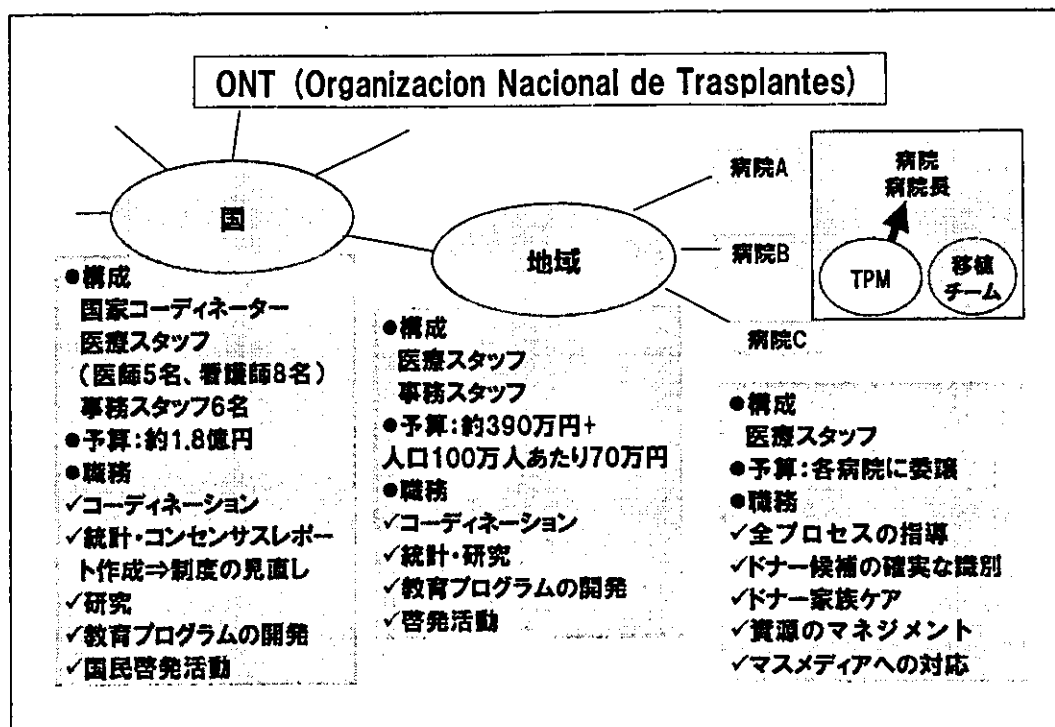 ONT (Organizacion Nacional de Trasplantes)
国
●構成
国家コーディネーター
医療スタッフ
(医師5名、看護師8名)
事務スタッフ6名
●予算:約1.8億円
●職務
✓コーディネーション
✓統計・コンセンサスレポー
ト作成⇒制度の見直し
✓研究
✓教育プログラムの開発
✓国民啓発活動
地域
●構成
医療スタッフ
事務スタッフ
●予算:約390万円+
人口100万人あたり70万円
●職務
✓コーディネーション
✓統計・研究
✓教育プログラムの開発
✓啓発活動
病院A
病院B
病院C
病院
病院長
TPM
移植
チーム
●構成
医療スタッフ
●予算:各病院に委譲
●職務
✓全プロセスの指導
✓ドナー候補の確実な識別
✓ドナー家族ケア
✓資源のマネジメント
✓マスメディアへの対応